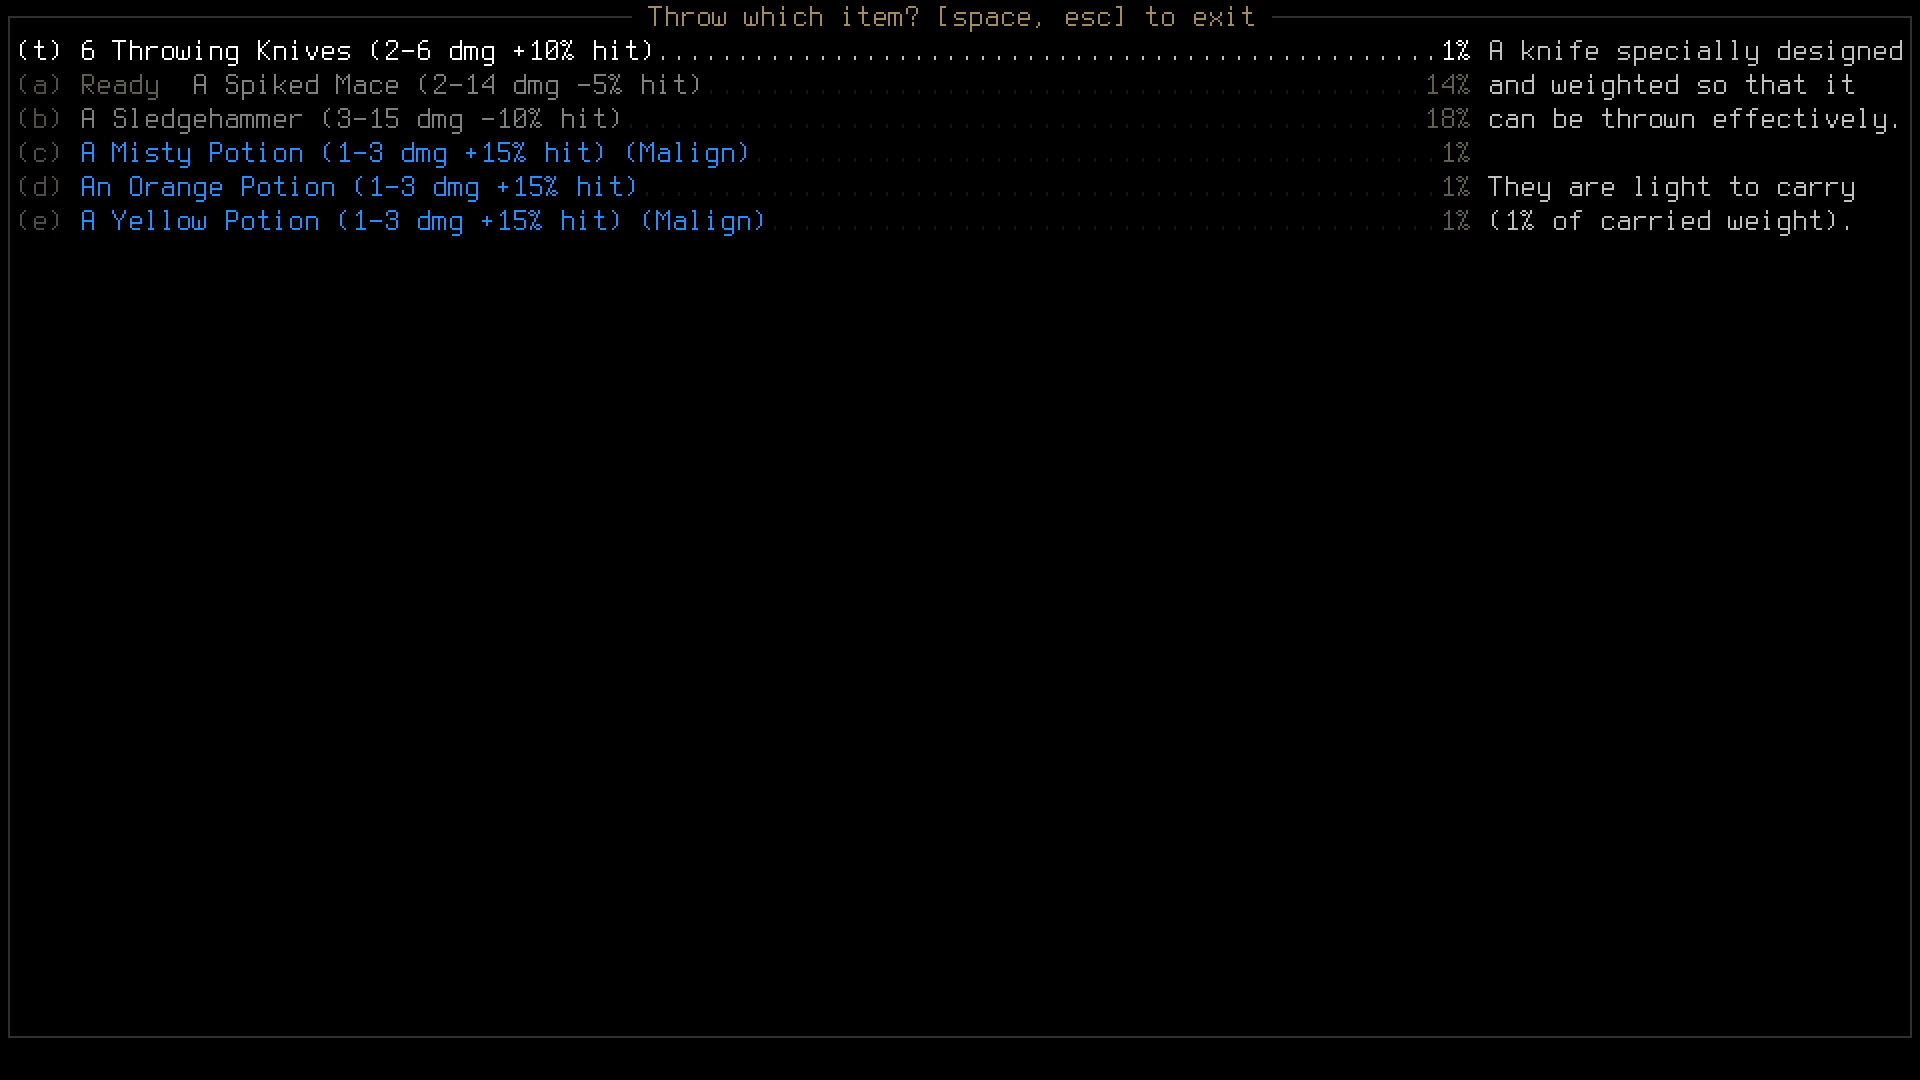 Throw which item? [space, esc] to exit
(t) 6 Throwing Knives (2-6 dmg +10% hit)................................................1% A knife specially designed
(a) Ready  A Spiked Mace (2-14 dmg -5% hit)..............................................14% and weighted so that it
(b) A Sledgehammer (3-15 dmg -10% hit)..................................................18% can be thrown effectively.
(c) A Misty Potion (1-3 dmg +15% hit) (Malign)...........................................1%
(d) An Orange Potion (1-3 dmg +15% hit)..................................................1% They are light to carry
(e) A Yellow Potion (1-3 dmg +15% hit) (Malign)..........................................1% (1% of carried weight).